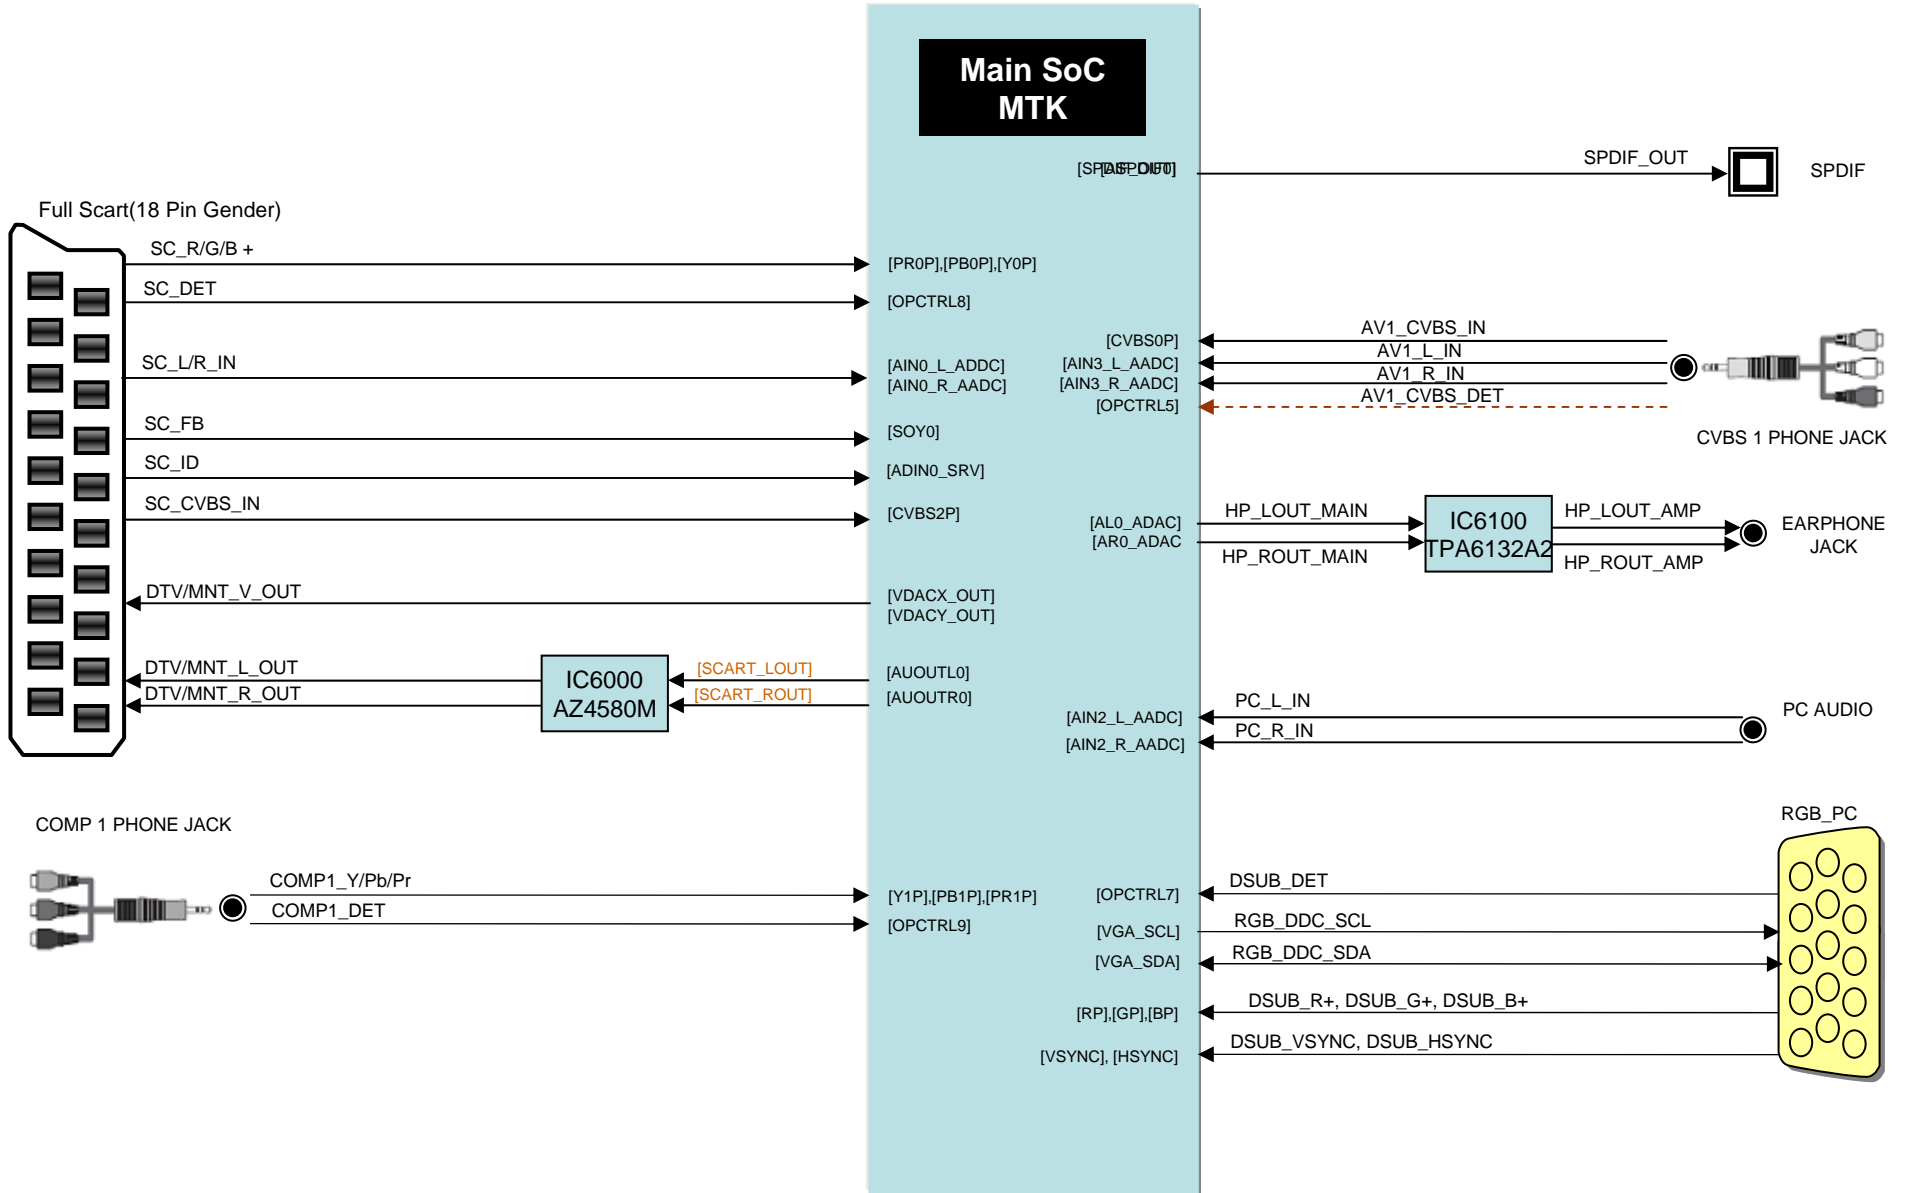 Main SoC
MTK
[SPDIF_OUT]
SPDIF_OUT
SPDIF
Full Scart(18 Pin Gender)
SC_R/G/B +
[PR0P],[PB0P],[Y0P]
SC_DET
[OPCTRL8]
SC_L/R_IN
[AIN0_L_ADDC]
[AIN0_R_AADC]
SC_FB
[SOY0]
SC_ID
[ADIN0_SRV]
SC_CVBS_IN
[CVBS2P]
DTV/MNT_V_OUT
[VDACX_OUT]
[VDACY_OUT]
DTV/MNT_L_OUT
DTV/MNT_R_OUT
IC6000
AZ4580M
[SCART_LOUT]
[SCART_ROUT]
[AUOUTL0]
[AUOUTR0]
COMP 1 PHONE JACK
COMP1_Y/Pb/Pr
[Y1P],[PB1P],[PR1P]
COMP1_DET
[OPCTRL9]
[CVBS0P]
AV1_CVBS_IN
[AIN3_L_AADC]
AV1_L_IN
[AIN3_R_AADC]
AV1_R_IN
[OPCTRL5]
AV1_CVBS_DET
CVBS 1 PHONE JACK
[AL0_ADAC]
[AR0_ADAC
HP_LOUT_MAIN
HP_ROUT_MAIN
IC6100
TPA6132A2
HP_LOUT_AMP
HP_ROUT_AMP
EARPHONE
JACK
[AIN2_L_AADC]
PC_L_IN
[AIN2_R_AADC]
PC_R_IN
PC AUDIO
RGB_PC
[OPCTRL7]
DSUB_DET
[VGA_SCL]
RGB_DDC_SCL
[VGA_SDA]
RGB_DDC_SDA
[RP],[GP],[BP]
DSUB_R+, DSUB_G+, DSUB_B+
[VSYNC], [HSYNC]
DSUB_VSYNC, DSUB_HSYNC